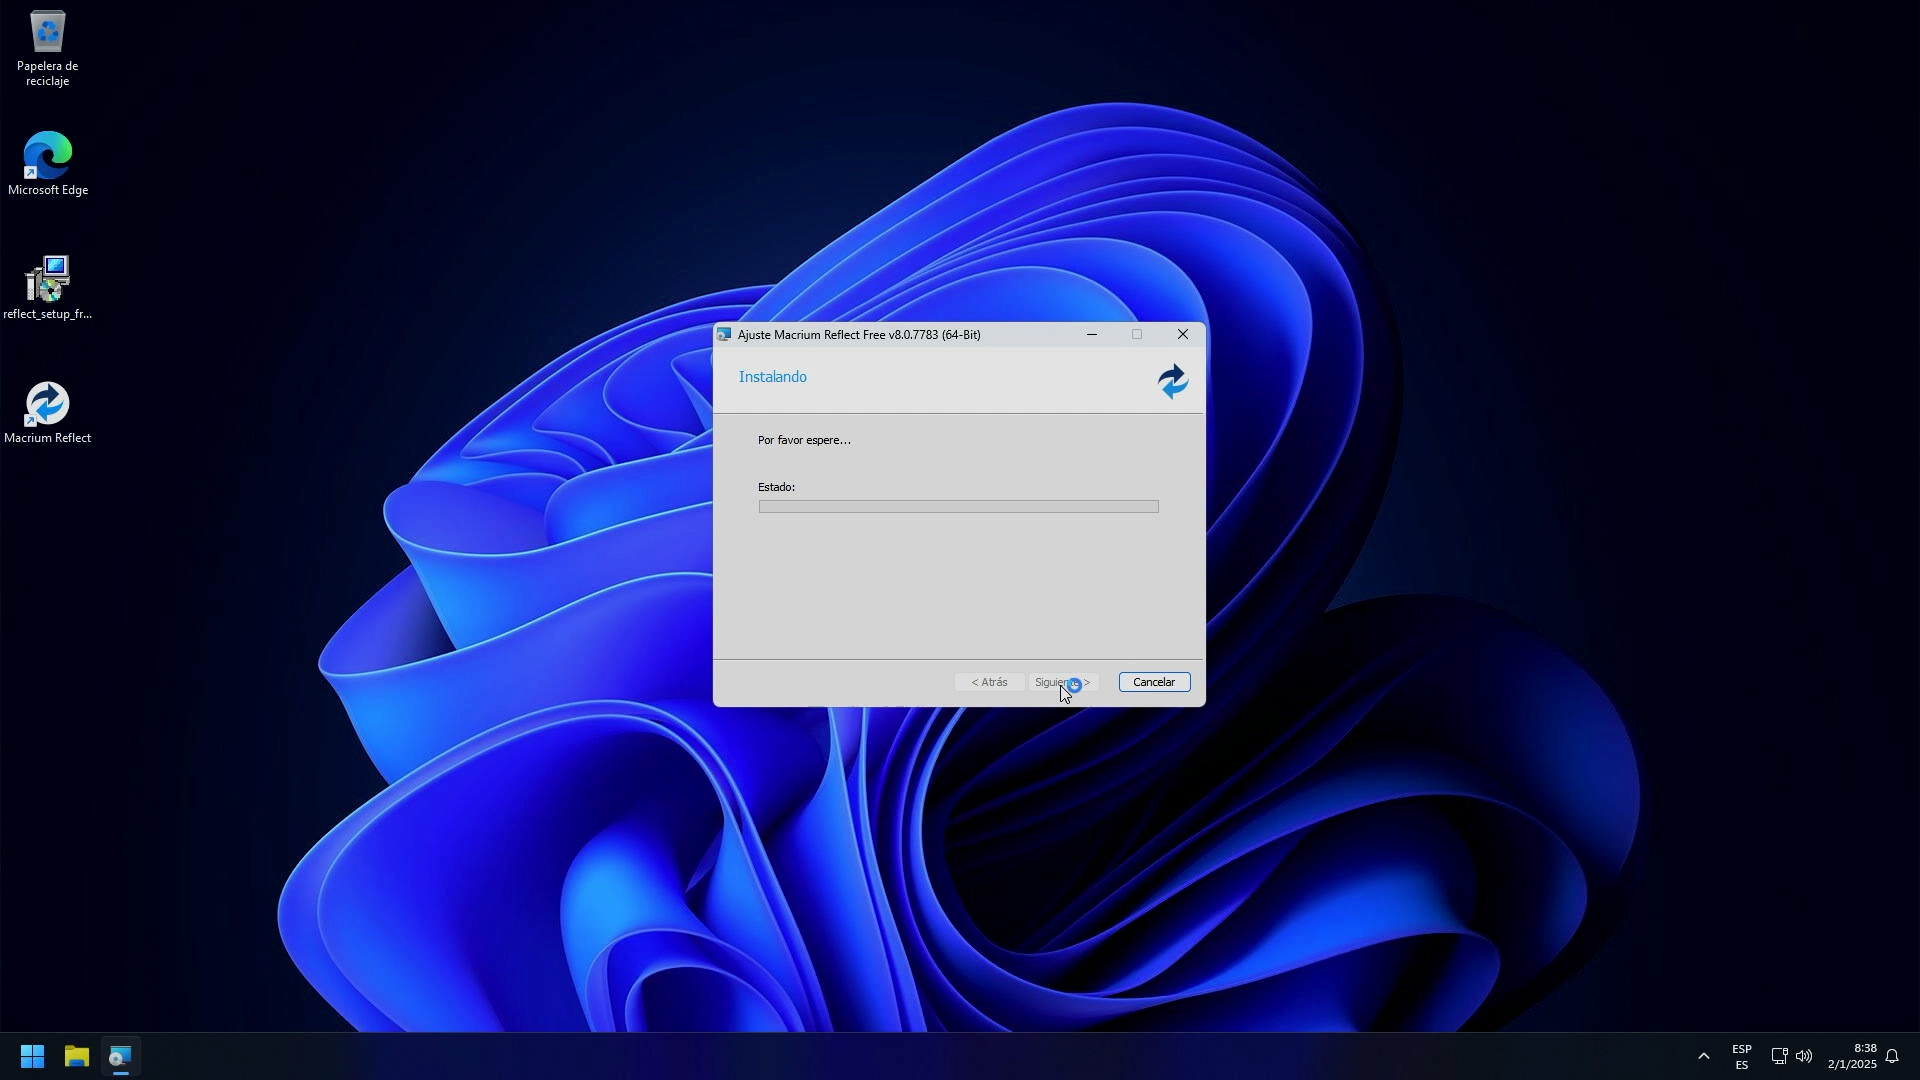 Papelera de
reciclaje
Microsoft Edge
reflect_setup_fr...
Macrium Reflect
Ajuste Macrium Reflect Free v8.0.7783 (64-Bit)
Instalando
Por favor espere...
Estado:
< Atrás
Siguiente >
Cancelar
ESP
ES
8:38
2/1/2025